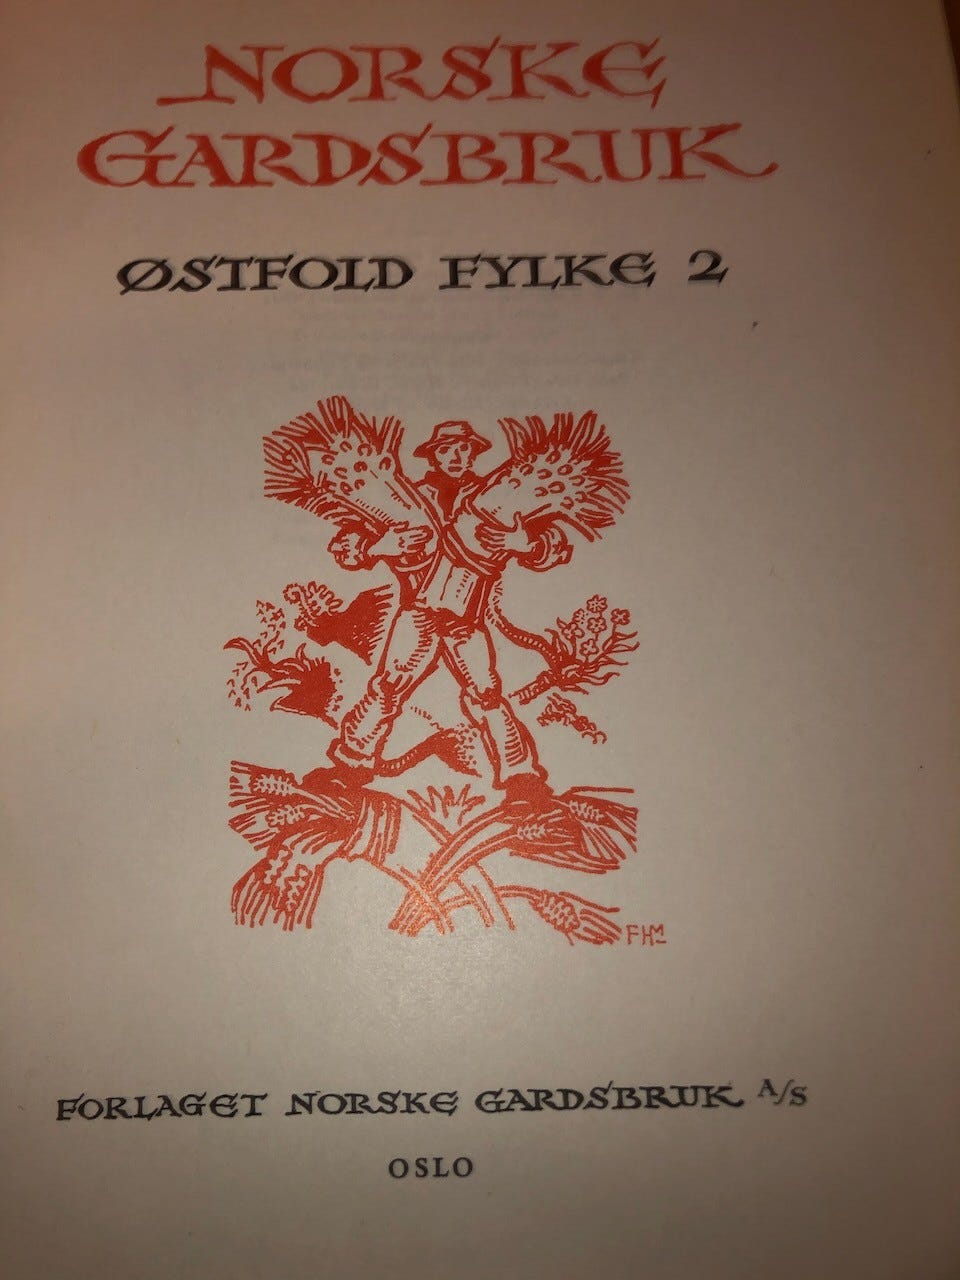 NORSKE
GARDSBRUK
ØSTFOLD FYLKE 2
FHM
FORLAGET NORSKE GARDSBRUK A/S
OSLO